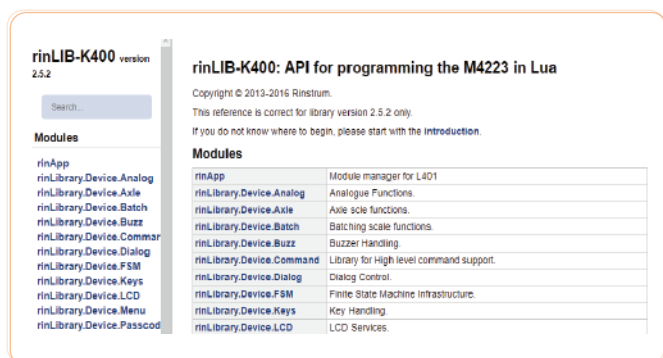 rinLIB-K400 version
2.5.2
Search...
Modules
rinApp
rinLibrary.Device.Analog
rinLibrary.Device.Axle
rinLibrary.Device.Batch
rinLibrary.Device.Buzz
rinLibrary.Device.Commar
rinLibrary.Device.Dialog
rinLibrary.Device.FSM
rinLibrary.Device.Keys
rinLibrary.Device.LCD
rinLibrary.Device.Menu
rinLibrary.Device.Passcod
rinLIB-K400: API for programming the M4223 in Lua
Copyright © 2013-2016 Rinstrum.
This reference is correct for library version 2.5.2 only.
If you do not know where to begin, please start with the introduction.
Modules
rinApp Module manager for L401
rinLibrary.Device.Analog Analogue Functions.
rinLibrary.Device.Axle Axle scle functions.
rinLibrary.Device.Batch Batching scale functions.
rinLibrary.Device.Buzz Buzzer Handling.
rinLibrary.Device.Command Library for High level command support.
rinLibrary.Device.Dialog Dialog Control.
rinLibrary.Device.FSM Finite State Machine Infrastructure.
rinLibrary.Device.Keys Key Handling.
rinLibrary.Device.LCD LCD Services.